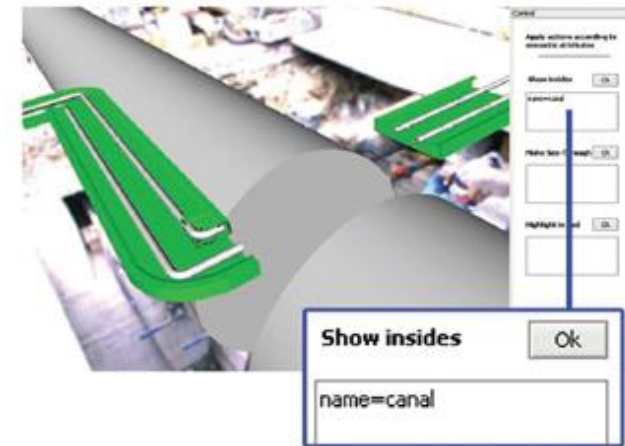 Control
Apply actions according to
semantic attributes
Show insides Ok
name=canal
Make See-Through Ok
Highlight in red Ok
Show insides Ok
name=canal